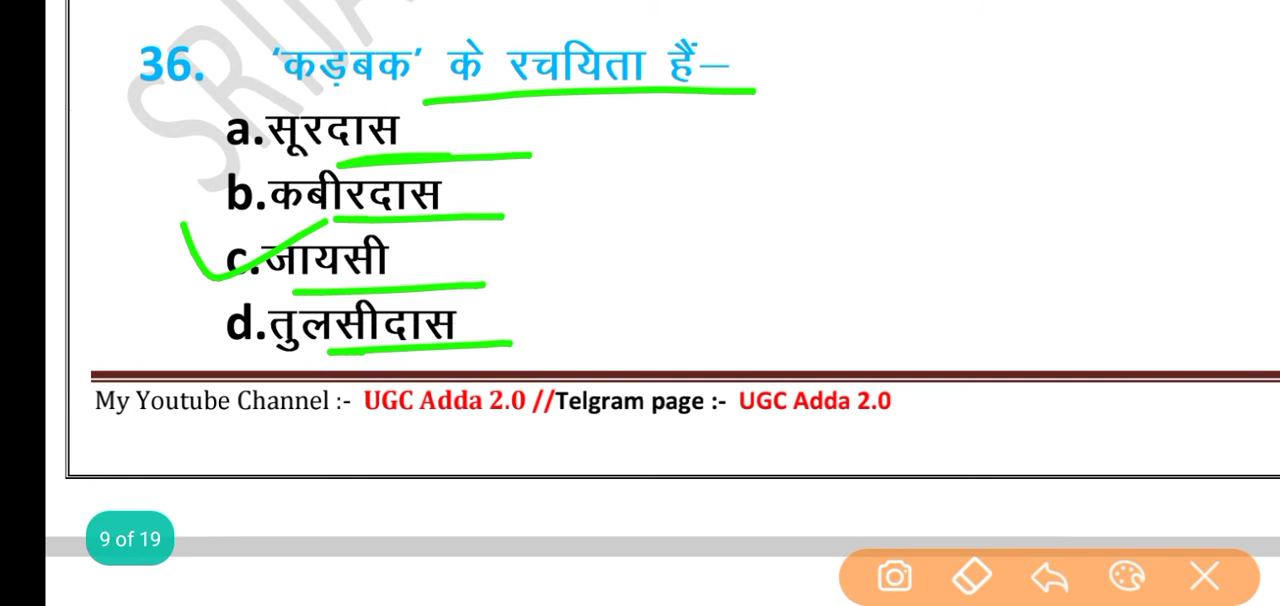 36. ‘कड़बक’ के रचयिता हैं–
a.सूरदास
b.कबीरदास
c.जायसी
d.तुलसीदास
My Youtube Channel :- UGC Adda 2.0 //Telgram page :- UGC Adda 2.0
9 of 19